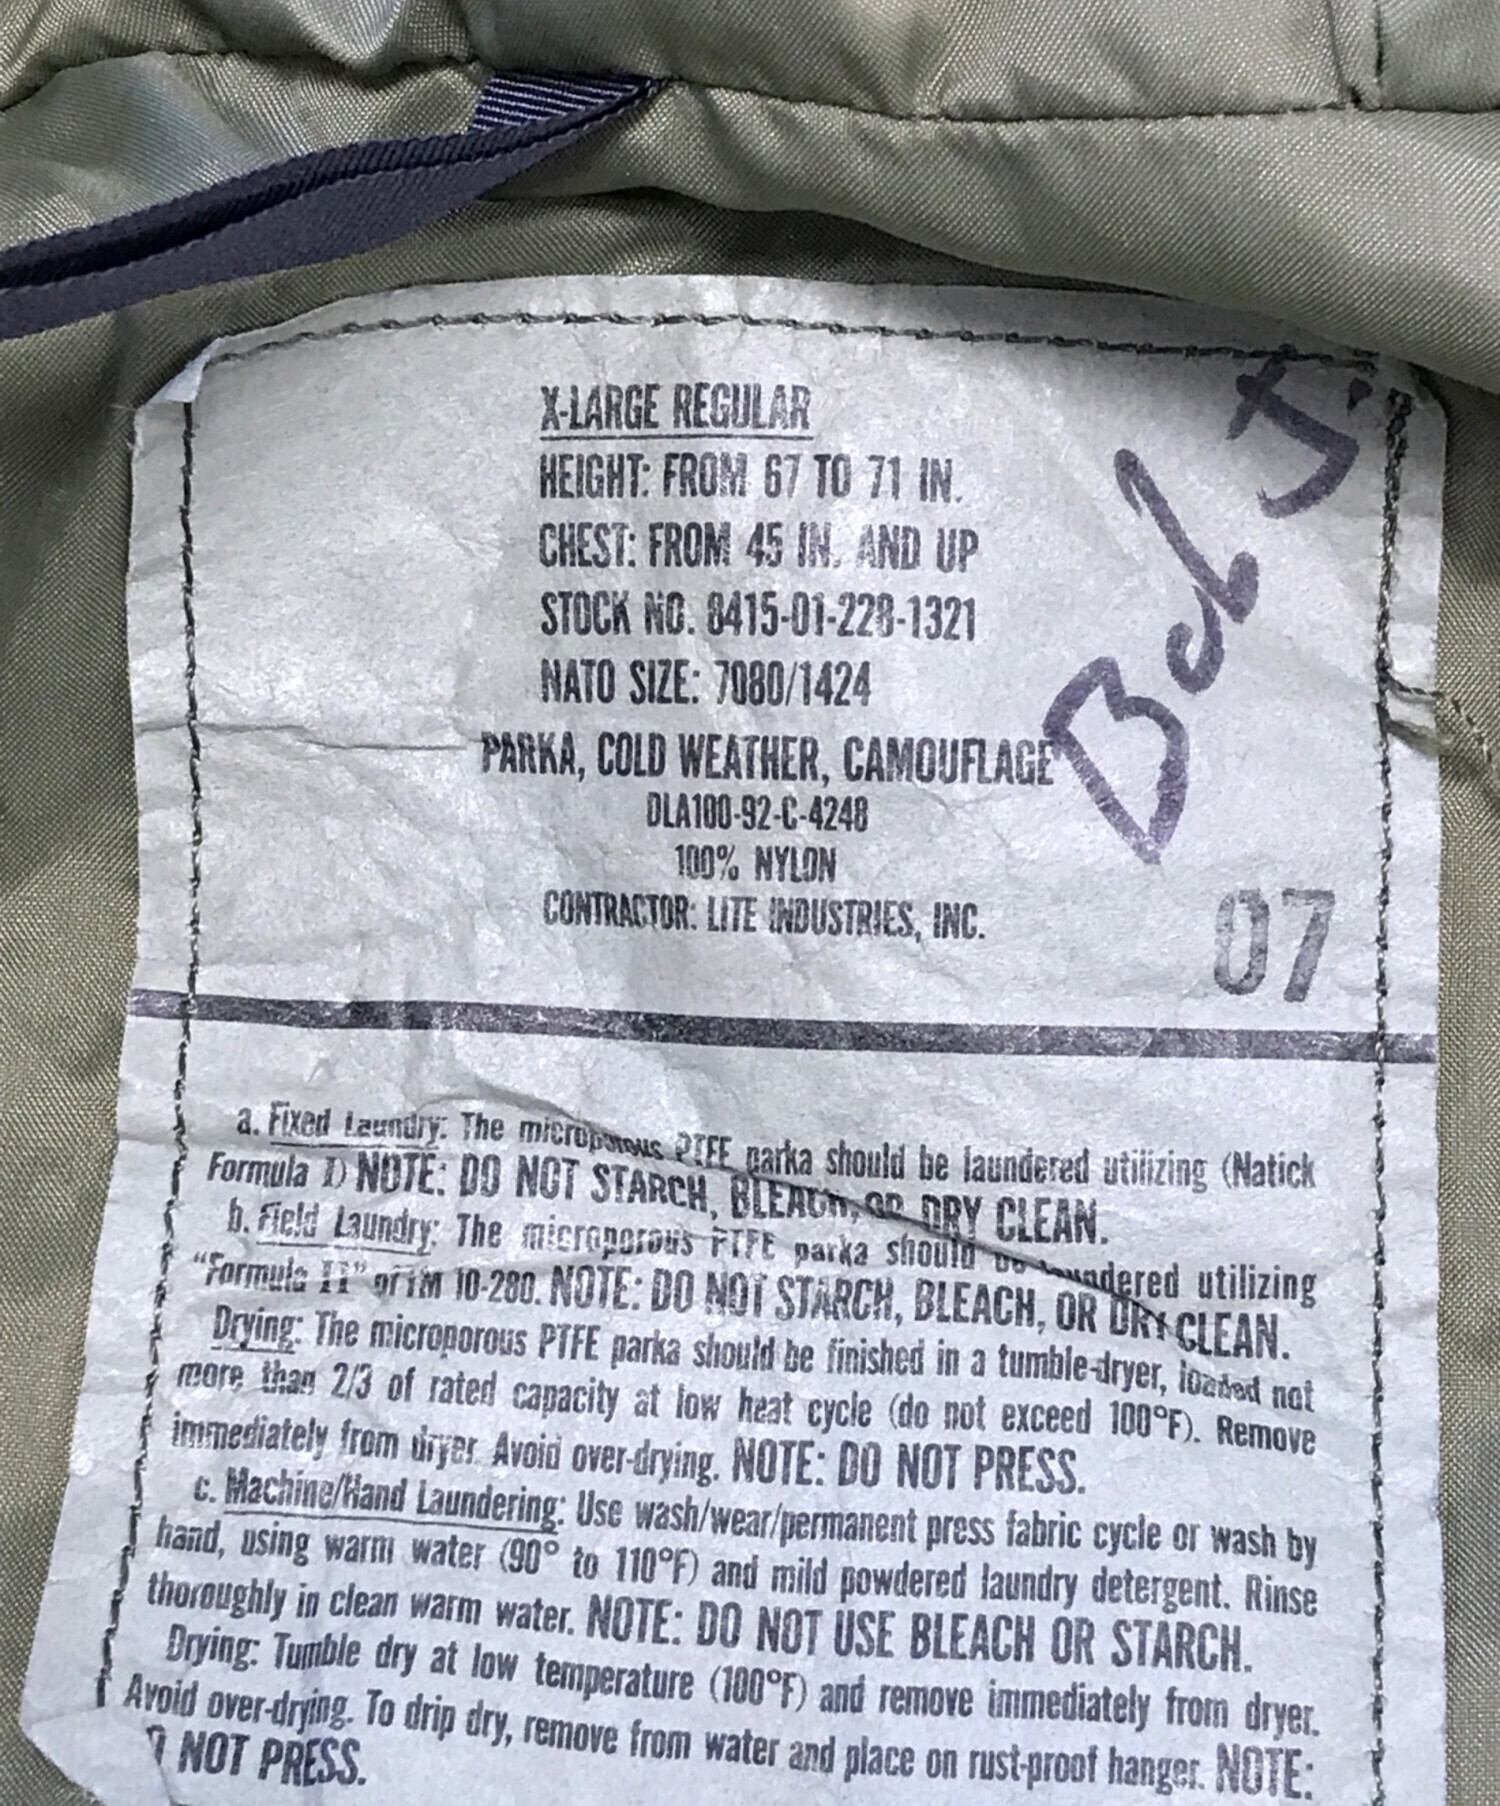 X-LARGE REGULAR
HEIGHT: FROM 67 TO 71 IN.
CHEST: FROM 45 IN. AND UP
STOCK NO. 8415-01-228-1321
NATO SIZE: 7080/1424
PARKA, COLD WEATHER, CAMOUFLAGE
DLA100-92-C-4248
100% NYLON
CONTRACTOR: LITE INDUSTRIES, INC.
Bob J.
07
a. Fixed Laundry: The microporous PTFE parka should be laundered utilizing (Natick
Formula I) NOTE: DO NOT STARCH, BLEACH, OR DRY CLEAN.
b. Field Laundry: The microporous PTFE parka should be laundered utilizing
"Formula II" of TM 10-280. NOTE: DO NOT STARCH, BLEACH, OR DRY CLEAN.
Drying: The microporous PTFE parka should be finished in a tumble-dryer, loaded not
more than 2/3 of rated capacity at low heat cycle (do not exceed 100°F). Remove
immediately from dryer. Avoid over-drying. NOTE: DO NOT PRESS.
c. Machine/Hand Laundering: Use wash/wear/permanent press fabric cycle or wash by
hand, using warm water (90° to 110°F) and mild powdered laundry detergent. Rinse
thoroughly in clean warm water. NOTE: DO NOT USE BLEACH OR STARCH.
Drying: Tumble dry at low temperature (100°F) and remove immediately from dryer.
Avoid over-drying. To drip dry, remove from water and place on rust-proof hanger. NOTE:
NOT PRESS.